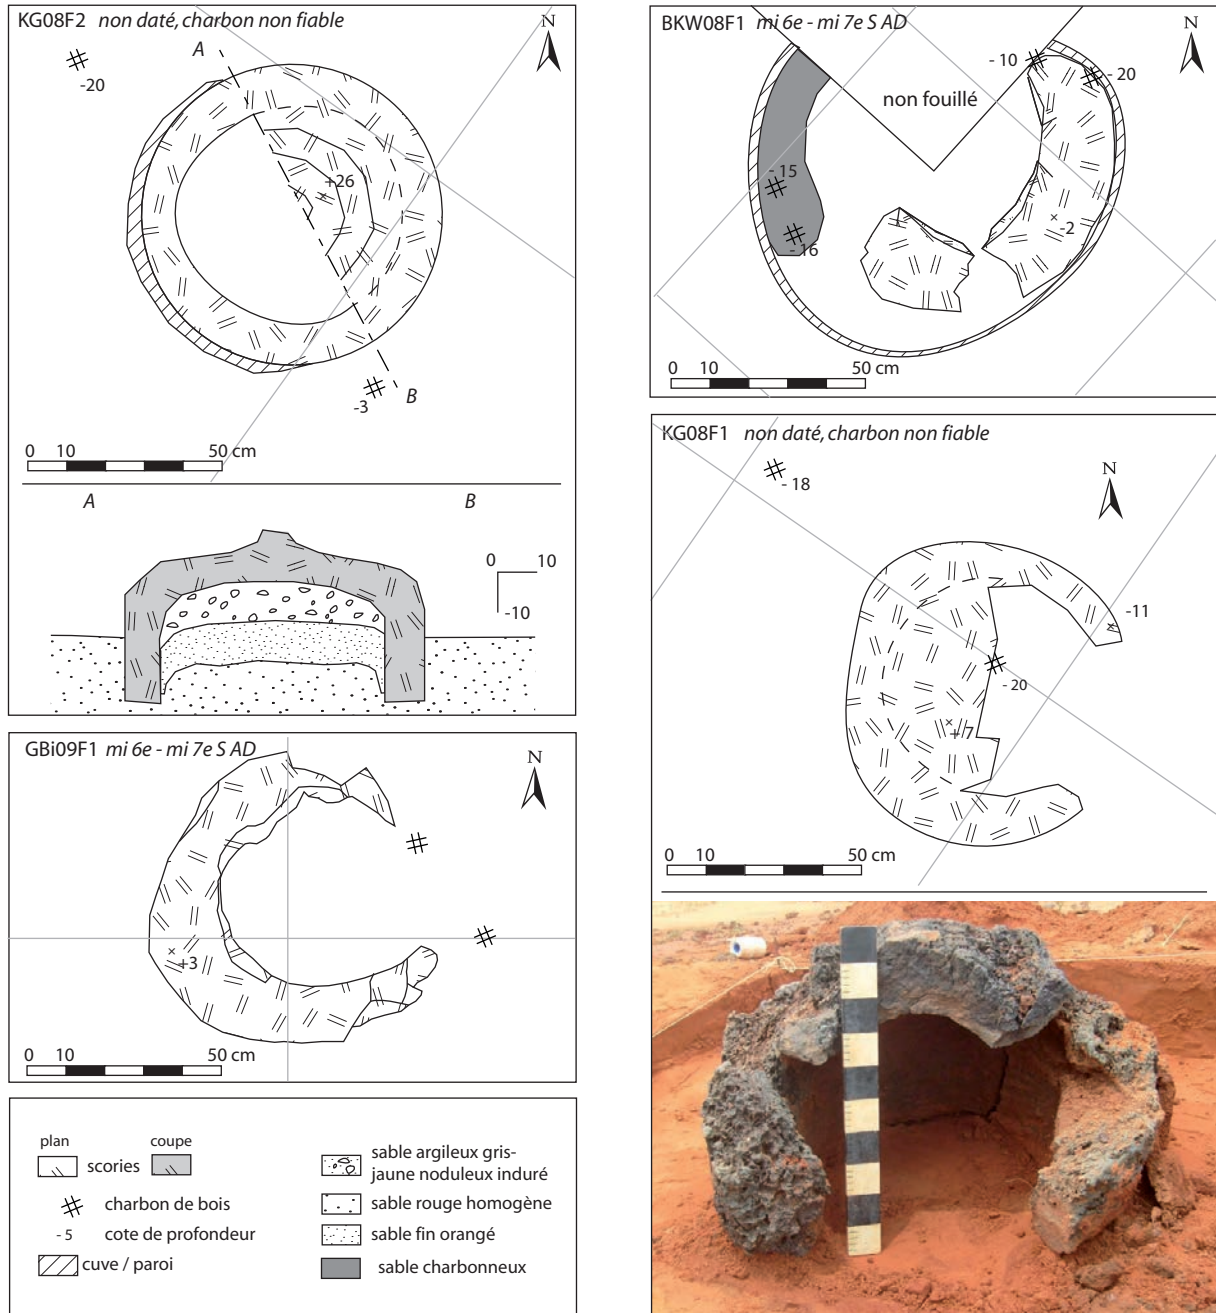 KG08F2 non daté, charbon non fiable
N
A
-20
+26
-3
B
0 10 50 cm
A B
0 10
-10
GBi09F1 mi 6e - mi 7e S AD
N
+3
0 10 50 cm
plan coupe
scories
charbon de bois
- 5 cote de profondeur
cuve / paroi
sable argileux gris-
jaune noduleux induré
sable rouge homogène
sable fin orangé
sable charbonneux
BKW08F1 mi 6e - mi 7e S AD
N
- 10
- 20
non fouillé
- 15
-2
- 16
0 10 50 cm
KG08F1 non daté, charbon non fiable
- 18
N
-11
- 20
+ 7
0 10 50 cm